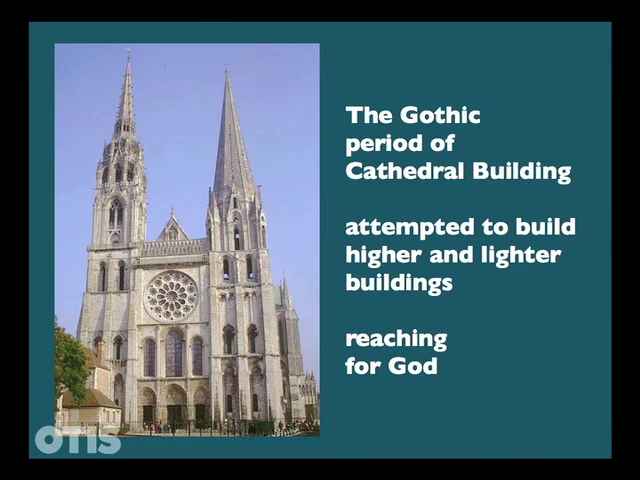 The Gothic
period of
Cathedral Building
attempted to build
higher and lighter
buildings
reaching
for God
OTIS